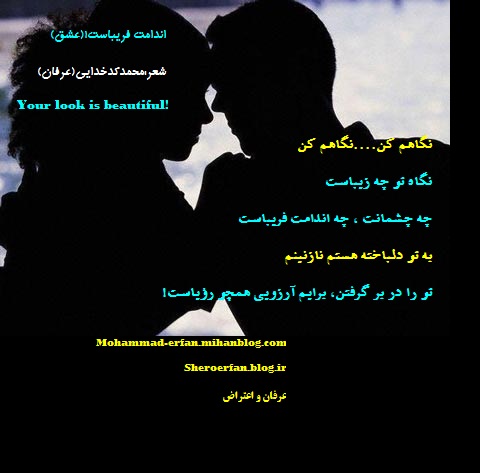 اندامت فریباست!(عشق)
شعر:محمدکدخدایی(عرفان)
Your look is beautiful!
نگاهم کن....نگاهم کن
نگاه تو چه زیباست
چه چشمانت ، چه اندامت فریباست
به تو دلباخته هستم نازنینم
تو را در بر گرفتن، برایم آرزویی همچو رؤیاست!
Mohammad-erfan.mihanblog.com
Sheroerfan.blog.ir
عرفان و اعتراض